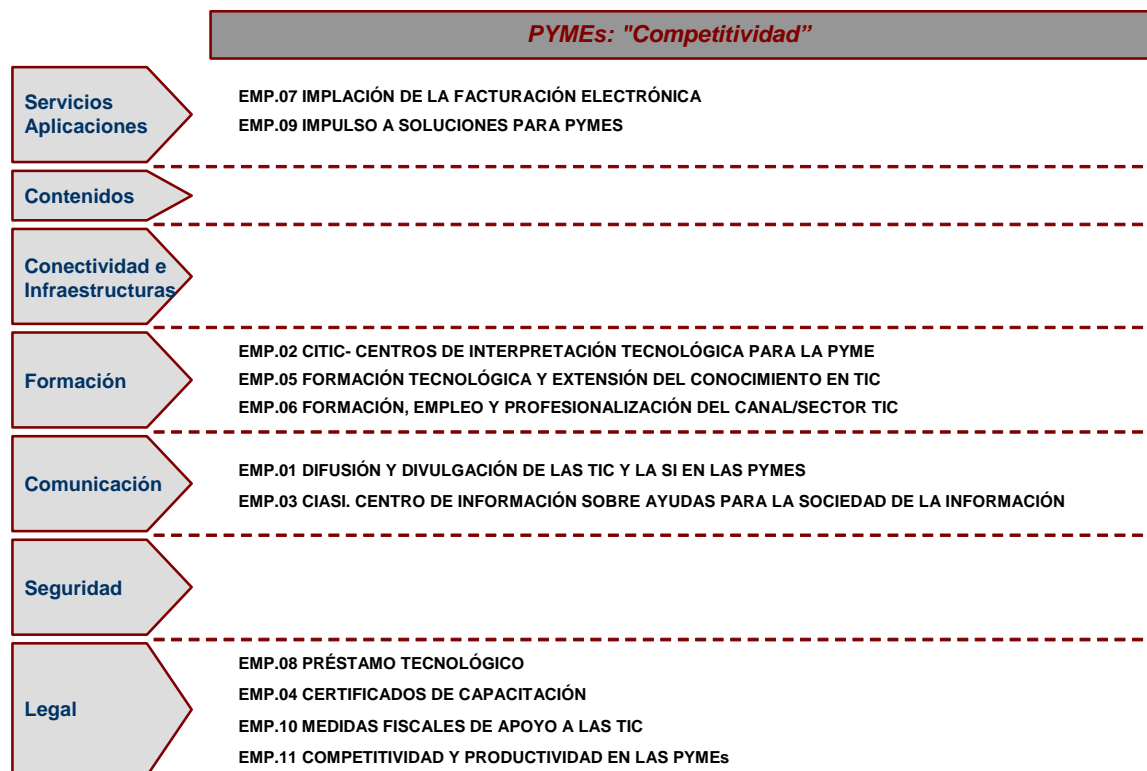 PYMEs: "Competitividad”
Servicios
Aplicaciones
EMP.07 IMPLACIÓN DE LA FACTURACIÓN ELECTRÓNICA
EMP.09 IMPULSO A SOLUCIONES PARA PYMES
Contenidos
Conectividad e
Infraestructuras
Formación
EMP.02 CITIC- CENTROS DE INTERPRETACIÓN TECNOLÓGICA PARA LA PYME
EMP.05 FORMACIÓN TECNOLÓGICA Y EXTENSIÓN DEL CONOCIMIENTO EN TIC
EMP.06 FORMACIÓN, EMPLEO Y PROFESIONALIZACIÓN DEL CANAL/SECTOR TIC
Comunicación
EMP.01 DIFUSIÓN Y DIVULGACIÓN DE LAS TIC Y LA SI EN LAS PYMES
EMP.03 CIASI. CENTRO DE INFORMACIÓN SOBRE AYUDAS PARA LA SOCIEDAD DE LA INFORMACIÓN
Seguridad
Legal
EMP.08 PRÉSTAMO TECNOLÓGICO
EMP.04 CERTIFICADOS DE CAPACITACIÓN
EMP.10 MEDIDAS FISCALES DE APOYO A LAS TIC
EMP.11 COMPETITIVIDAD Y PRODUCTIVIDAD EN LAS PYMEs